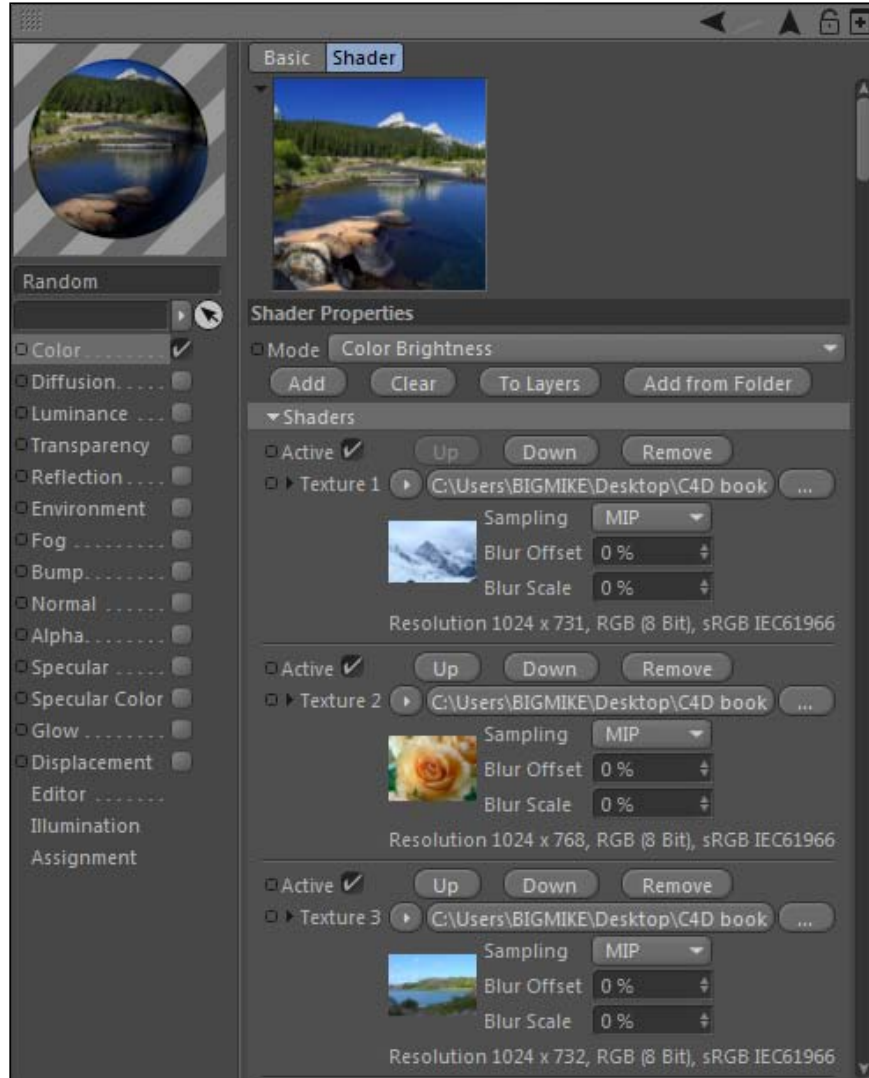 Basic Shader
Random
Color
Diffusion
Luminance
Transparency
Reflection
Environment
Fog
Bump
Normal
Alpha
Specular
Specular Color
Glow
Displacement
Editor
Illumination
Assignment
Shader Properties
Mode Color Brightness
Add Clear To Layers Add from Folder
Shaders
Active Up Down Remove
Texture 1 C:\Users\BIGMIKE\Desktop\C4D book ...
Sampling MIP
Blur Offset 0 %
Blur Scale 0 %
Resolution 1024 x 731, RGB (8 Bit), sRGB IEC61966
Active Up Down Remove
Texture 2 C:\Users\BIGMIKE\Desktop\C4D book ...
Sampling MIP
Blur Offset 0 %
Blur Scale 0 %
Resolution 1024 x 768, RGB (8 Bit), sRGB IEC61966
Active Up Down Remove
Texture 3 C:\Users\BIGMIKE\Desktop\C4D book ...
Sampling MIP
Blur Offset 0 %
Blur Scale 0 %
Resolution 1024 x 732, RGB (8 Bit), sRGB IEC61966